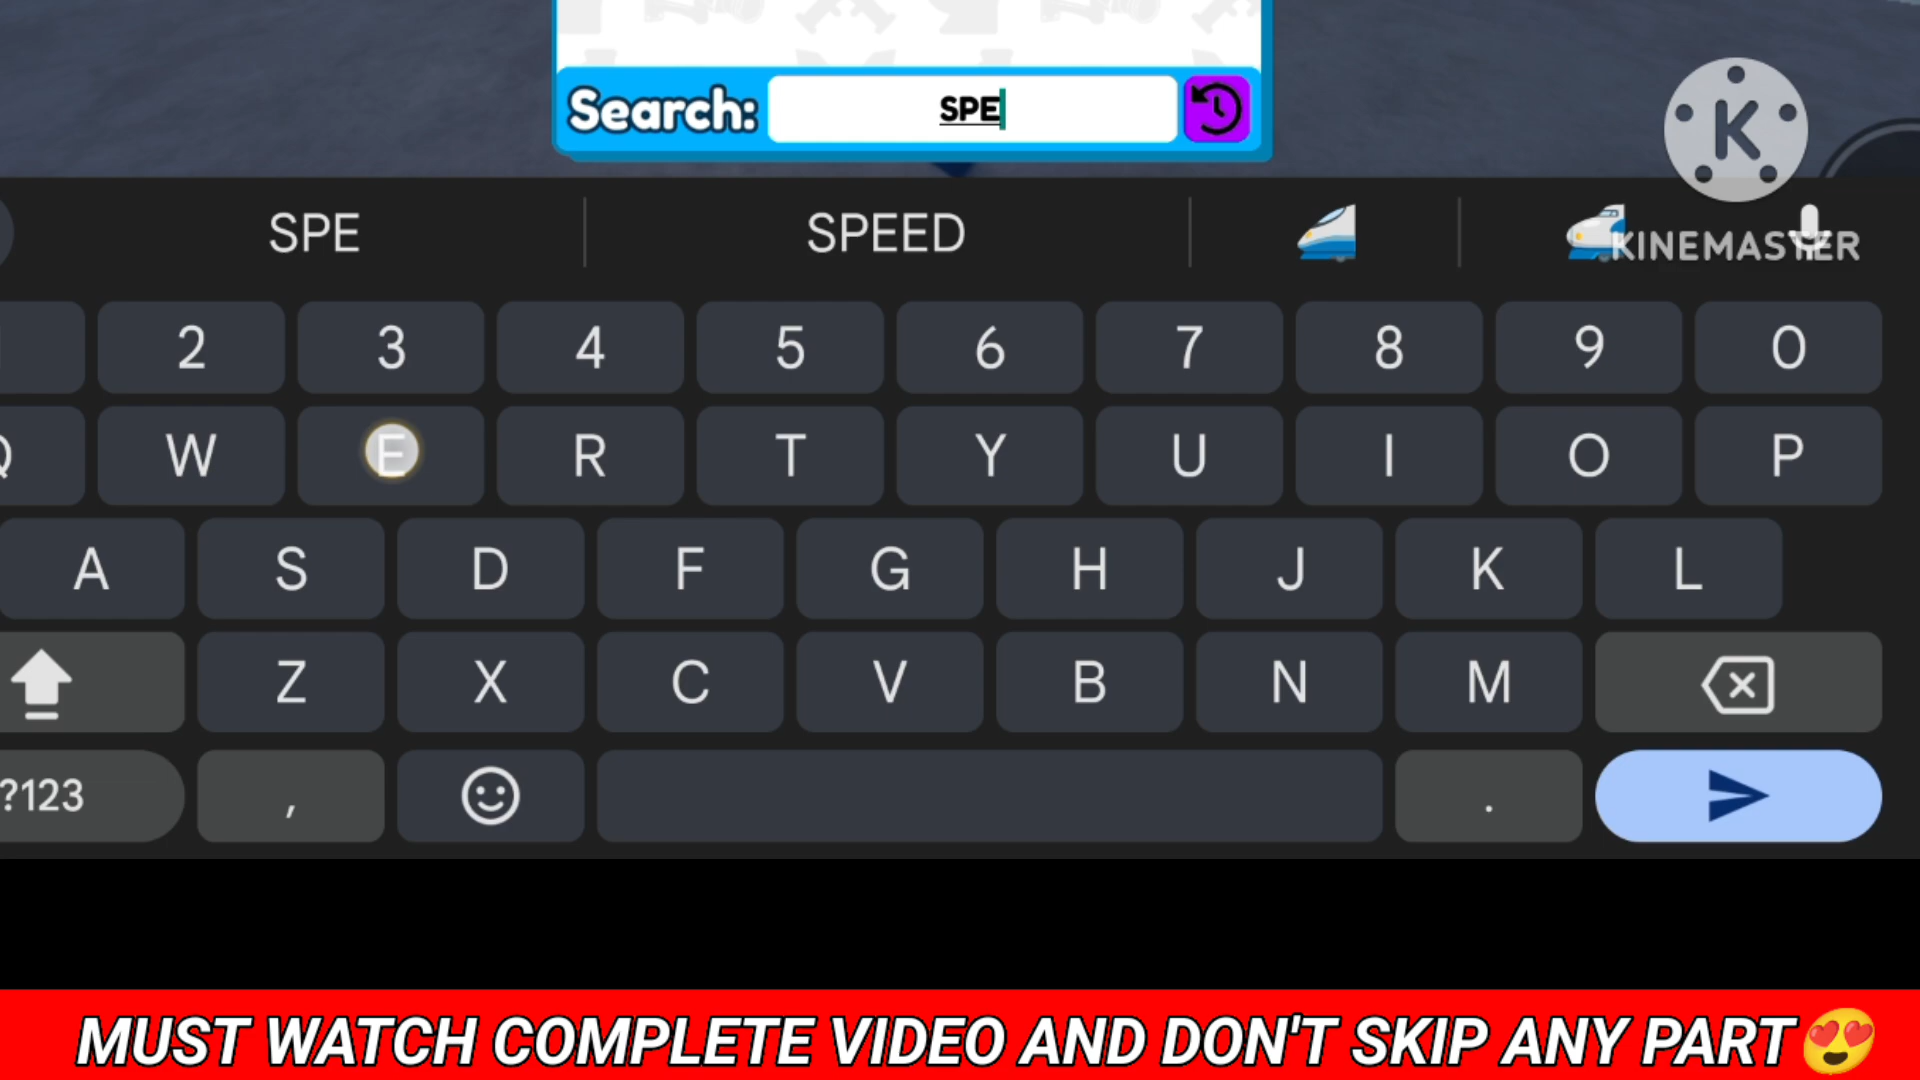 Search: SPE
K
SPE SPEED
KINEMASTER
2 3 4 5 6 7 8 9 0
Q W E R T Y U I O P
A S D F G H J K L
Z X C V B N M
?123 , .
MUST WATCH COMPLETE VIDEO AND DON'T SKIP ANY PART😍